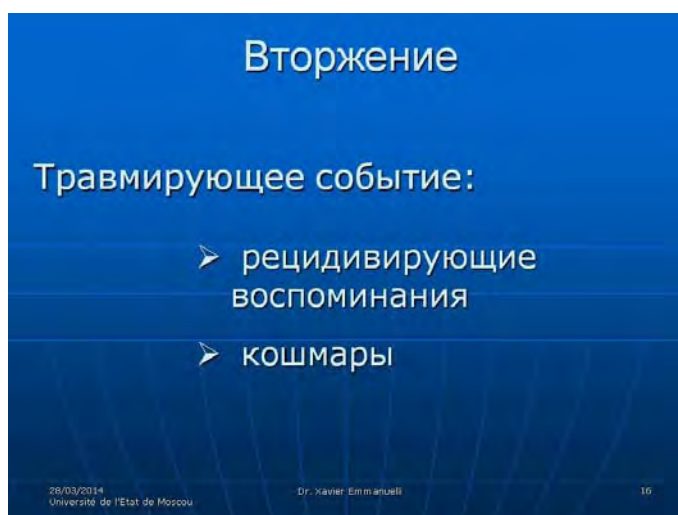 Вторжение
Травмирующее событие:
➢ рецидивирующие
воспоминания
➢ кошмары
28/03/2014
Université de l'Etat de Moscou
Dr. Xavier Emmanuelli
16